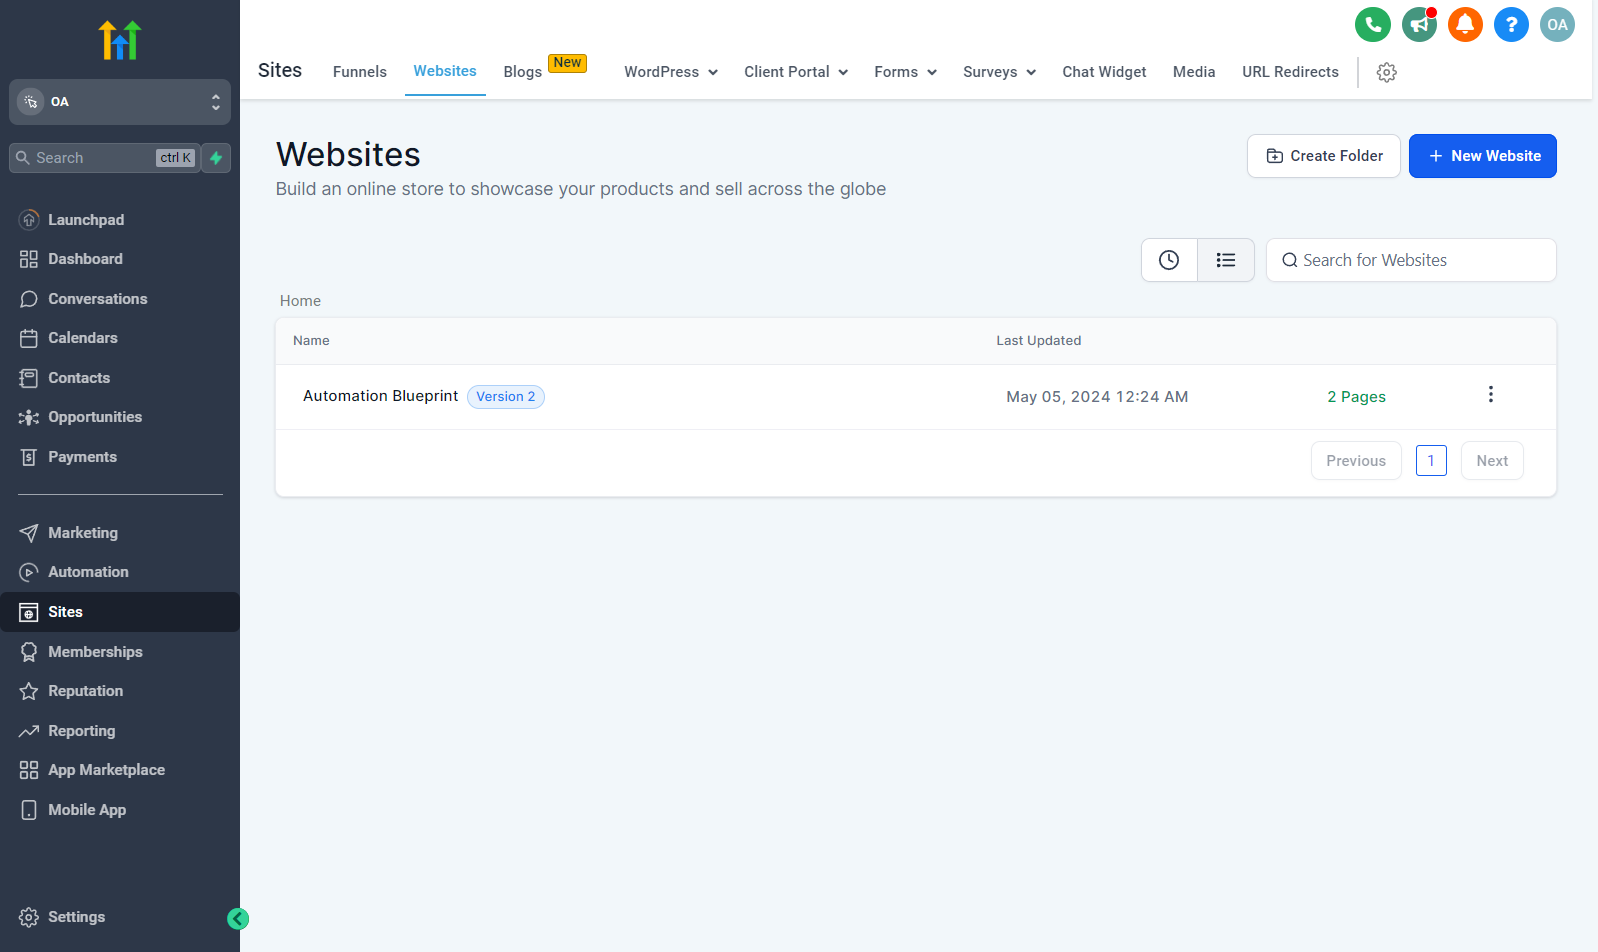 OA
Search
ctrl K
Launchpad
Dashboard
Conversations
Calendars
Contacts
Opportunities
Payments
Marketing
Automation
Sites
Memberships
Reputation
Reporting
App Marketplace
Mobile App
Settings
?
OA
Sites
Funnels
Websites
Blogs
New
WordPress
Client Portal
Forms
Surveys
Chat Widget
Media
URL Redirects
Websites
Build an online store to showcase your products and sell across the globe
Create Folder
+ New Website
Search for Websites
Home
Name
Last Updated
Automation Blueprint
Version 2
May 05, 2024 12:24 AM
2 Pages
Previous
1
Next